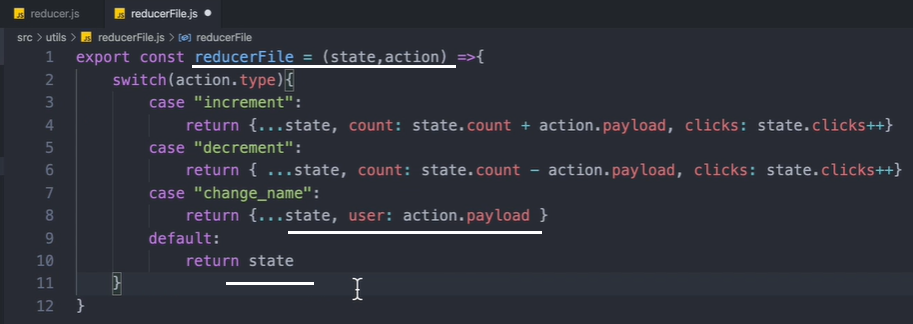 JS reducer.js JS reducerFile.js
src > utils > JS reducerFile.js > reducerFile
1 export const reducerFile = (state,action) =>{
2 switch(action.type){
3 case "increment":
4 return {...state, count: state.count + action.payload, clicks: state.clicks++}
5 case "decrement":
6 return { ...state, count: state.count - action.payload, clicks: state.clicks++}
7 case "change_name":
8 return {...state, user: action.payload }
9 default:
10 return state
11 }
12 }